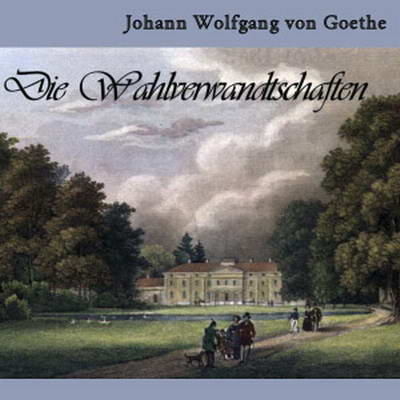 Johann Wolfgang von Goethe
Die Wahlverwandtschaften